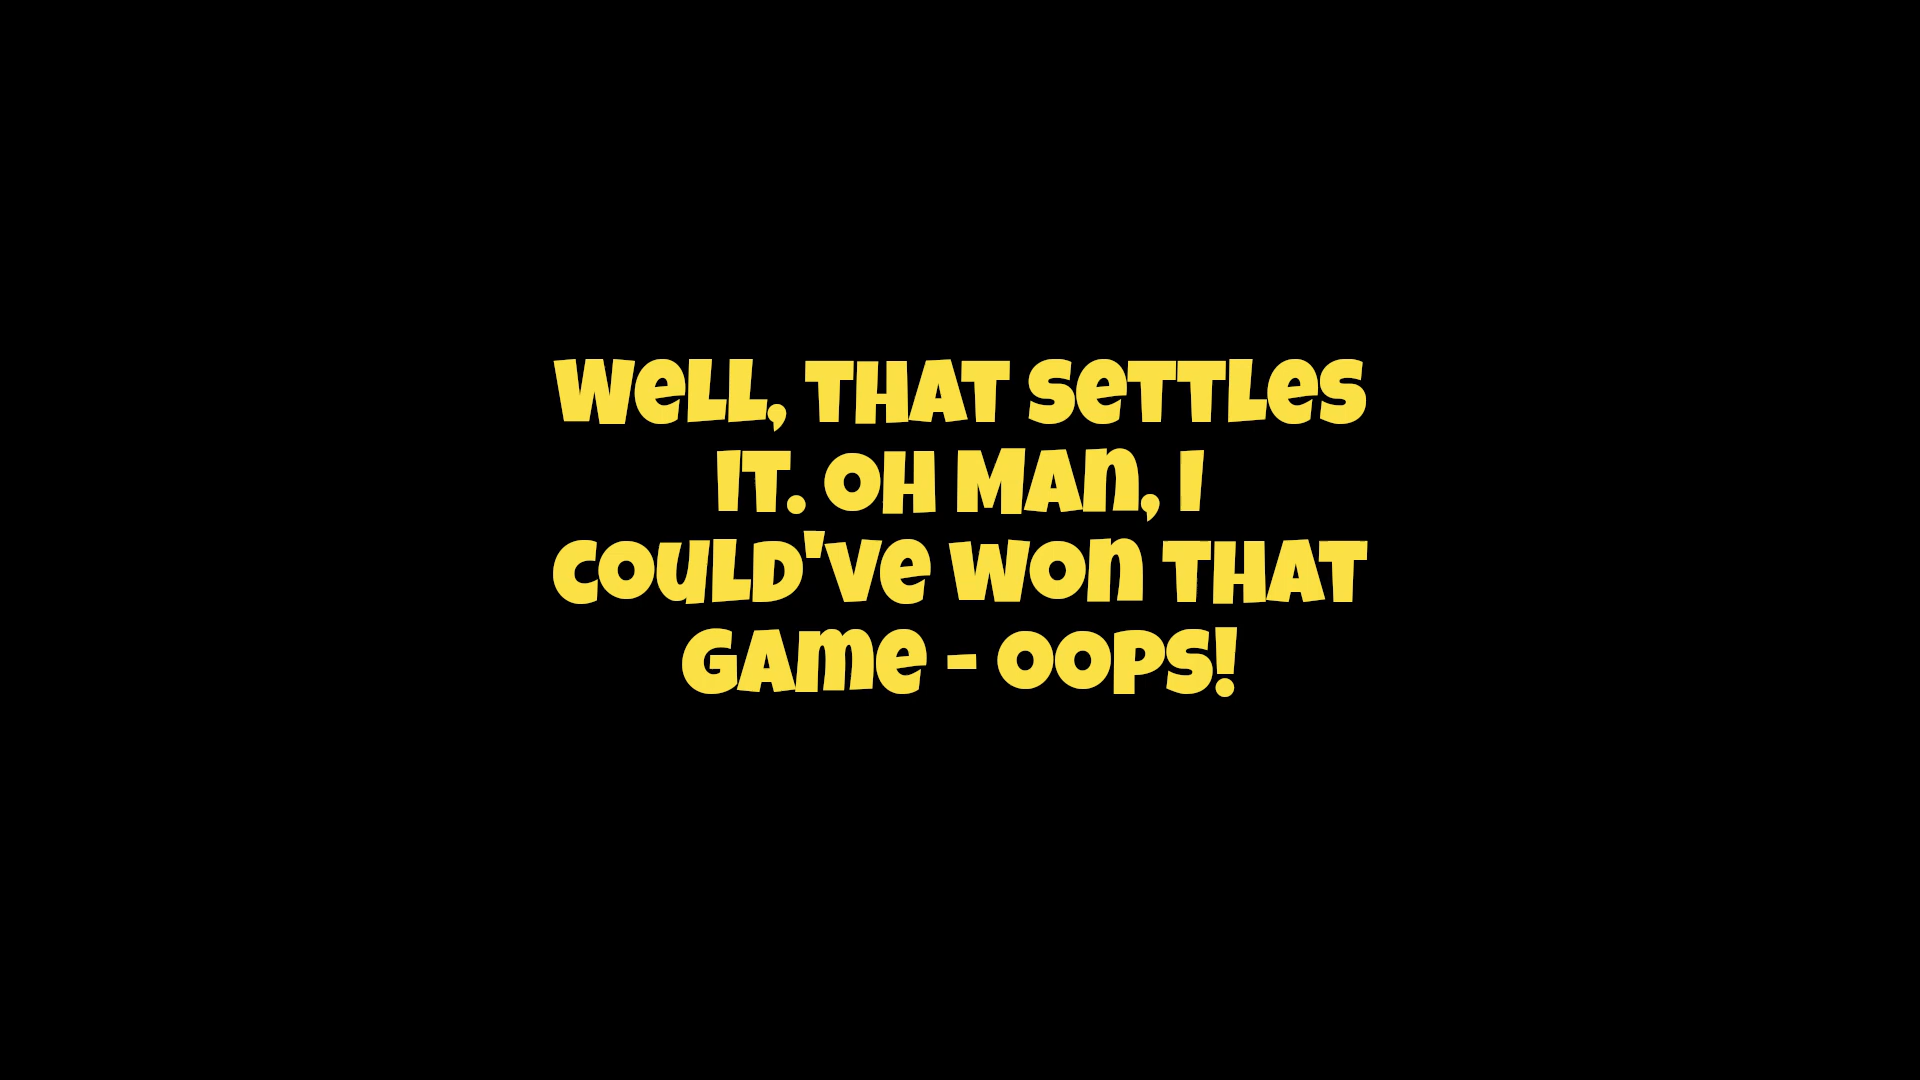 Well, that settles
it. Oh man, I
could've won that
game - oops!